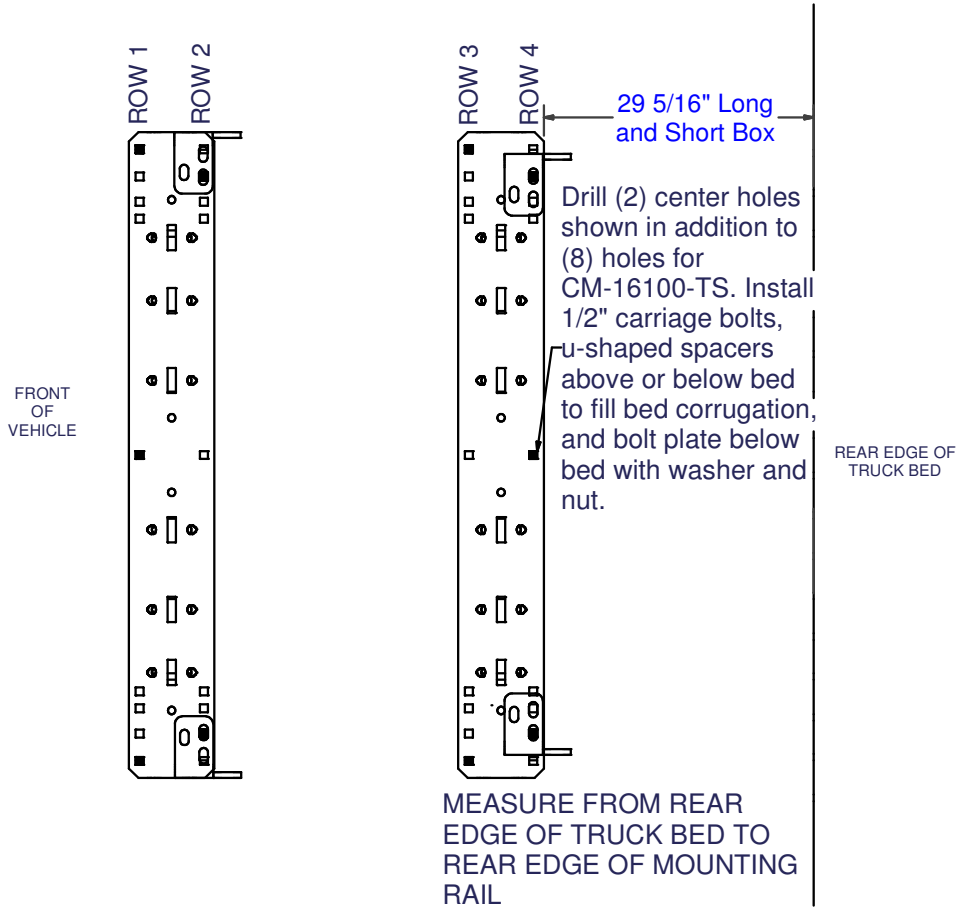 ROW 1
ROW 2
ROW 3
ROW 4
29 5/16" Long
and Short Box
Drill (2) center holes
shown in addition to
(8) holes for
CM-16100-TS. Install
1/2" carriage bolts,
u-shaped spacers
above or below bed
to fill bed corrugation,
and bolt plate below
bed with washer and
nut.
FRONT
OF
VEHICLE
REAR EDGE OF
TRUCK BED
MEASURE FROM REAR
EDGE OF TRUCK BED TO
REAR EDGE OF MOUNTING
RAIL